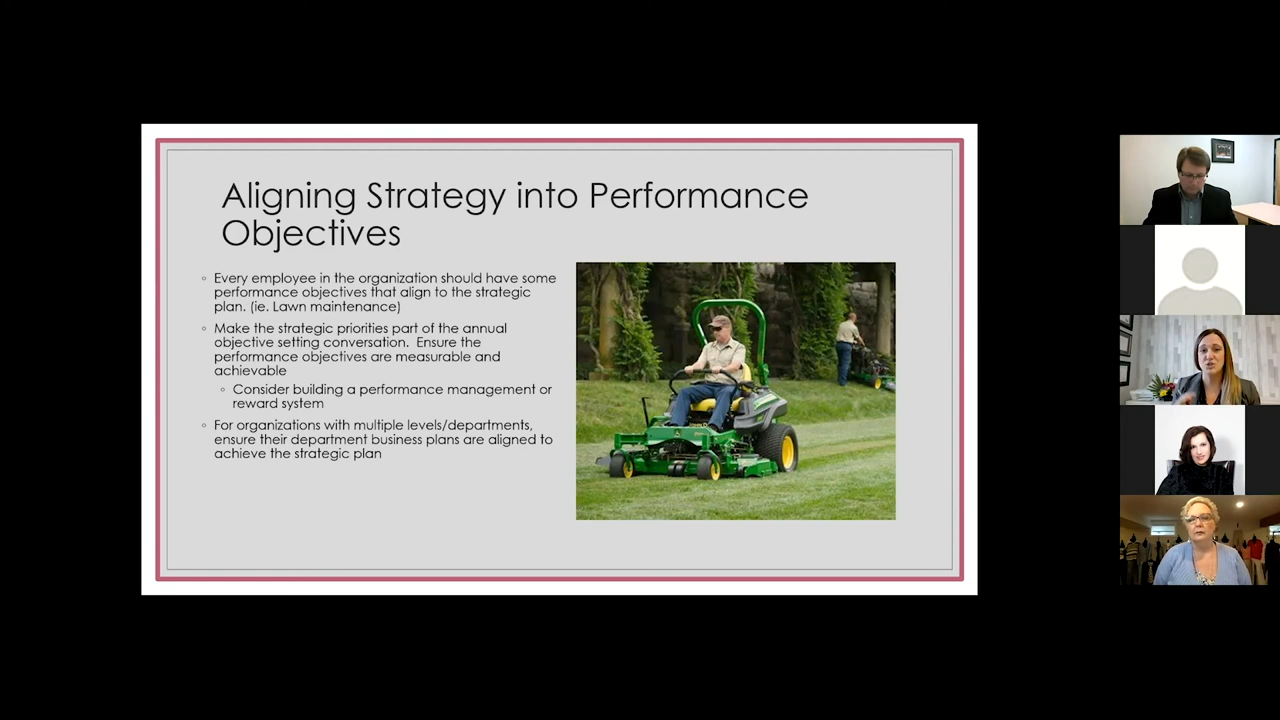 Aligning Strategy into Performance
Objectives
◦ Every employee in the organization should have some
performance objectives that align to the strategic
plan. (ie. Lawn maintenance)
◦ Make the strategic priorities part of the annual
objective setting conversation. Ensure the
performance objectives are measurable and
achievable
◦ Consider building a performance management or
reward system
◦ For organizations with multiple levels/departments,
ensure their department business plans are aligned to
achieve the strategic plan